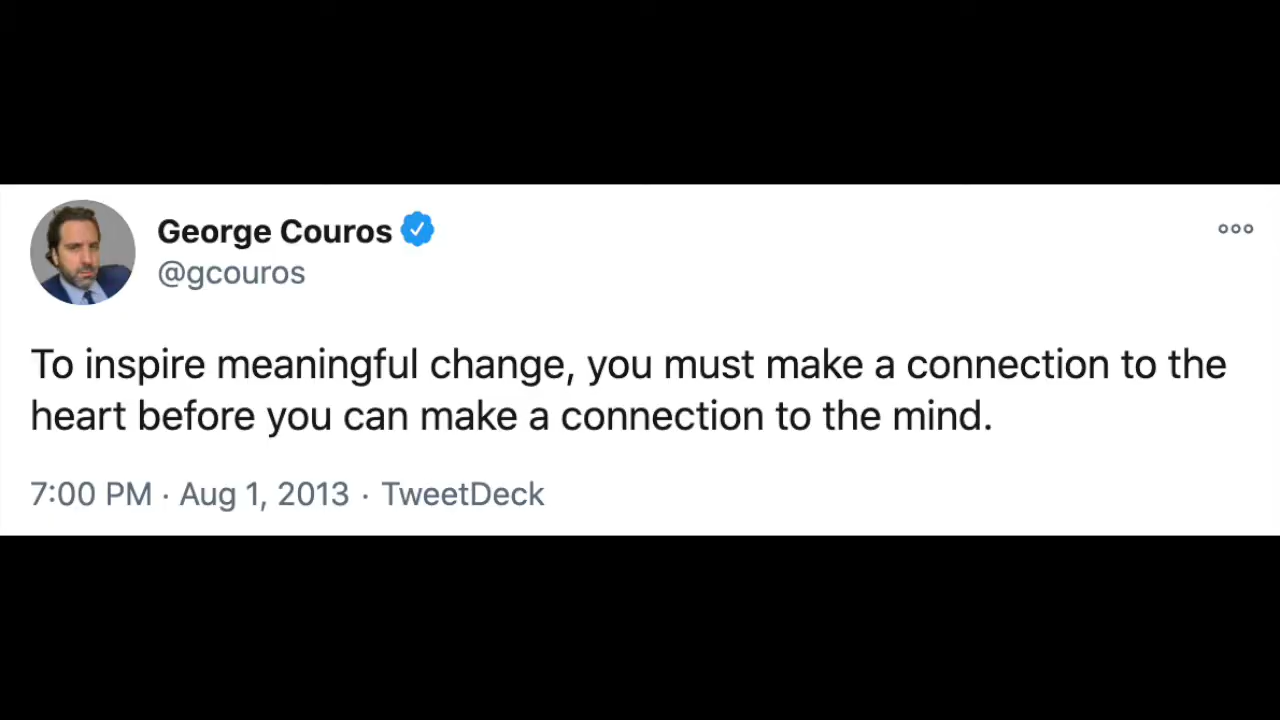 George Couros
@gcouros
To inspire meaningful change, you must make a connection to the
heart before you can make a connection to the mind.
7:00 PM · Aug 1, 2013 · TweetDeck